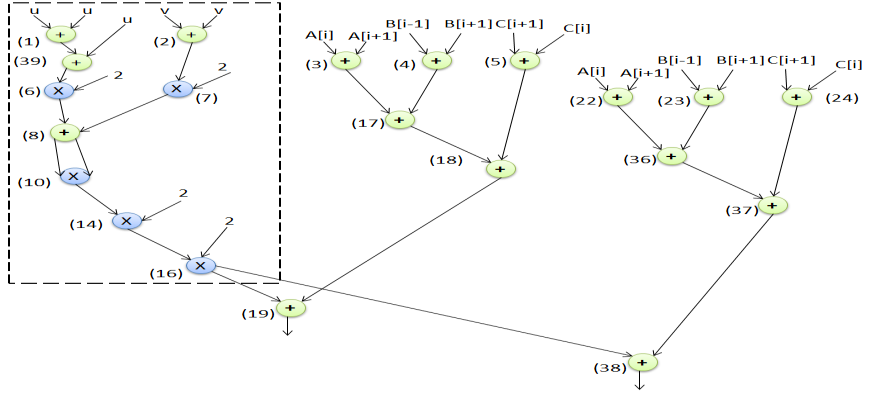 u u u v v
(1) + (2) +
(39) + 2 2
(6) × × (7)
(8) +
(10) ×
2
(14) ×
2
(16) ×
A[i] A[i+1] B[i-1] B[i+1] C[i+1] C[i]
(3) + (4) + (5) +
(17) +
(18) +
(19) +
A[i] A[i+1] B[i-1] B[i+1] C[i+1] C[i]
(22) + (23) + + (24)
(36) +
(37) +
(38) +